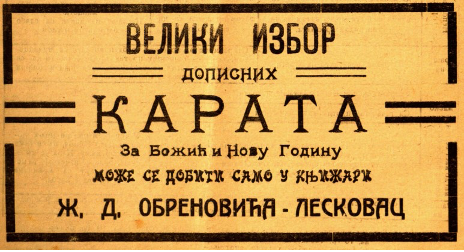 ВЕЛИКИ ИЗБОР
ДОПИСНИХ
КАРАТА
За Божић и Нову Годину
МОЖЕ СЕ ДОБИТИ САМО У КЊИЖАРИ
Ж. Д. ОБРЕНОВИЋА - ЛЕСКОВАЦ